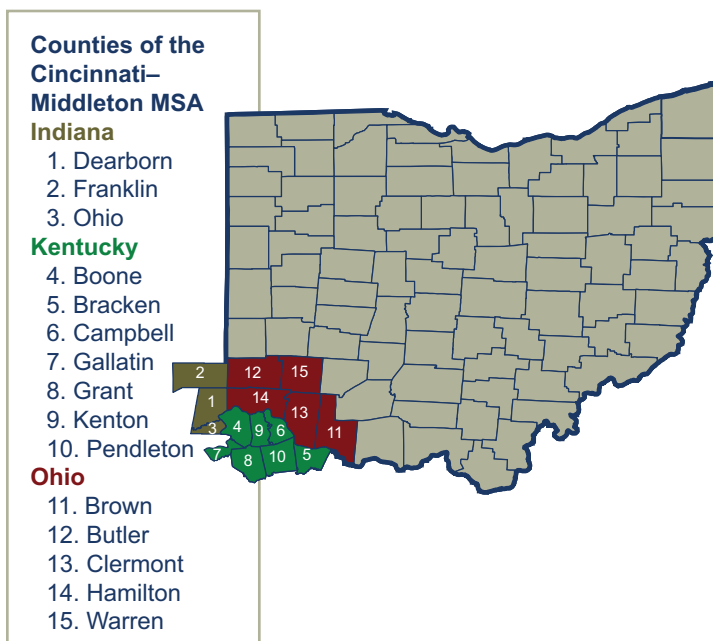 Counties of the
Cincinnati–
Middleton MSA
Indiana
1. Dearborn
2. Franklin
3. Ohio
Kentucky
4. Boone
5. Bracken
6. Campbell
7. Gallatin
8. Grant
9. Kenton
10. Pendleton
Ohio
11. Brown
12. Butler
13. Clermont
14. Hamilton
15. Warren
2
12
15
1
14
13
3
4
9
6
11
7
8
10
5